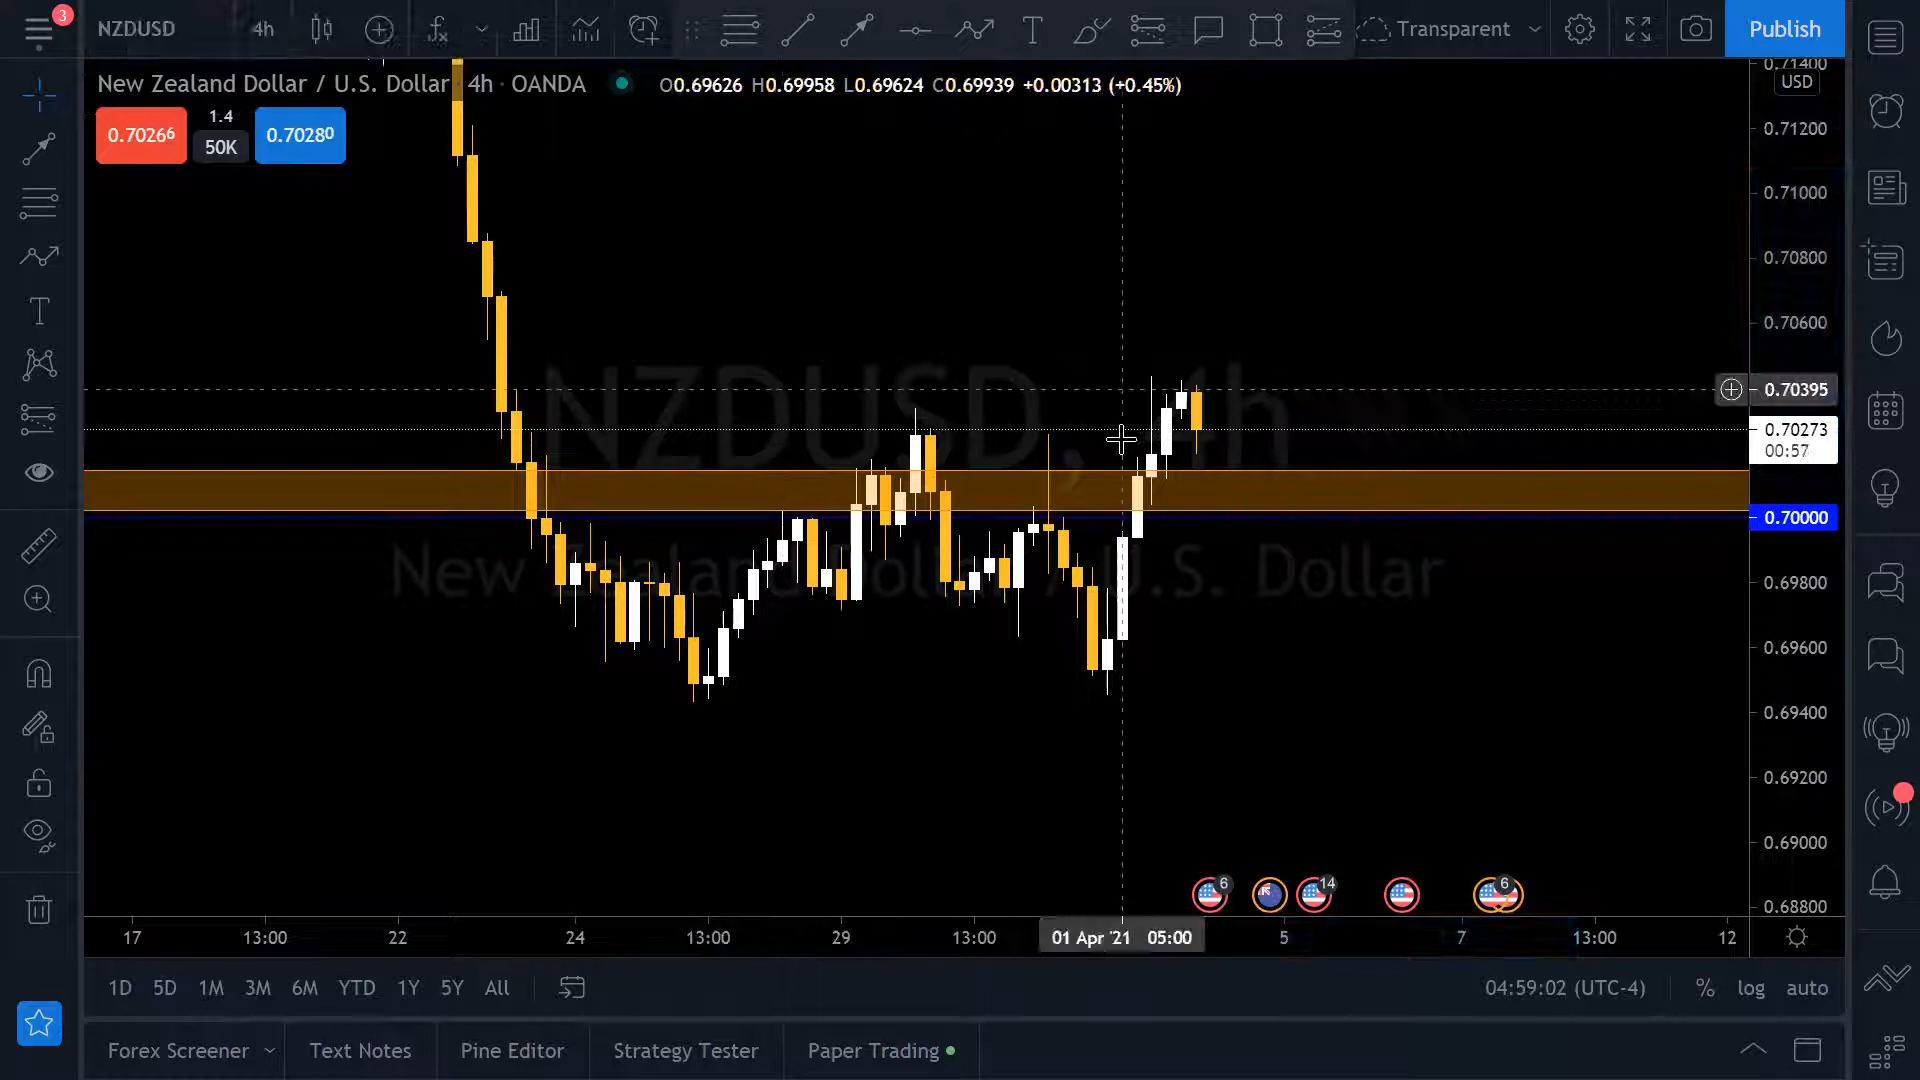 3
NZDUSD 4h Transparent Publish
New Zealand Dollar / U.S. Dollar · 4h · OANDA O0.69626 H0.69958 L0.69624 C0.69939 +0.00313 (+0.45%)
0.70266 1.4 50K 0.70280
0.71400
USD
0.71200
0.71000
0.70800
0.70600
0.70395
0.70273
00:57
0.70000
0.69800
0.69600
0.69400
0.69200
0.69000
0.68800
NZDUSD, 4h
New Zealand Dollar / U.S. Dollar
6 14 6
17 13:00 22 24 13:00 29 13:00 01 Apr '21 05:00 5 7 13:00 12
1D 5D 1M 3M 6M YTD 1Y 5Y All 04:59:02 (UTC-4) % log auto
Forex Screener Text Notes Pine Editor Strategy Tester Paper Trading